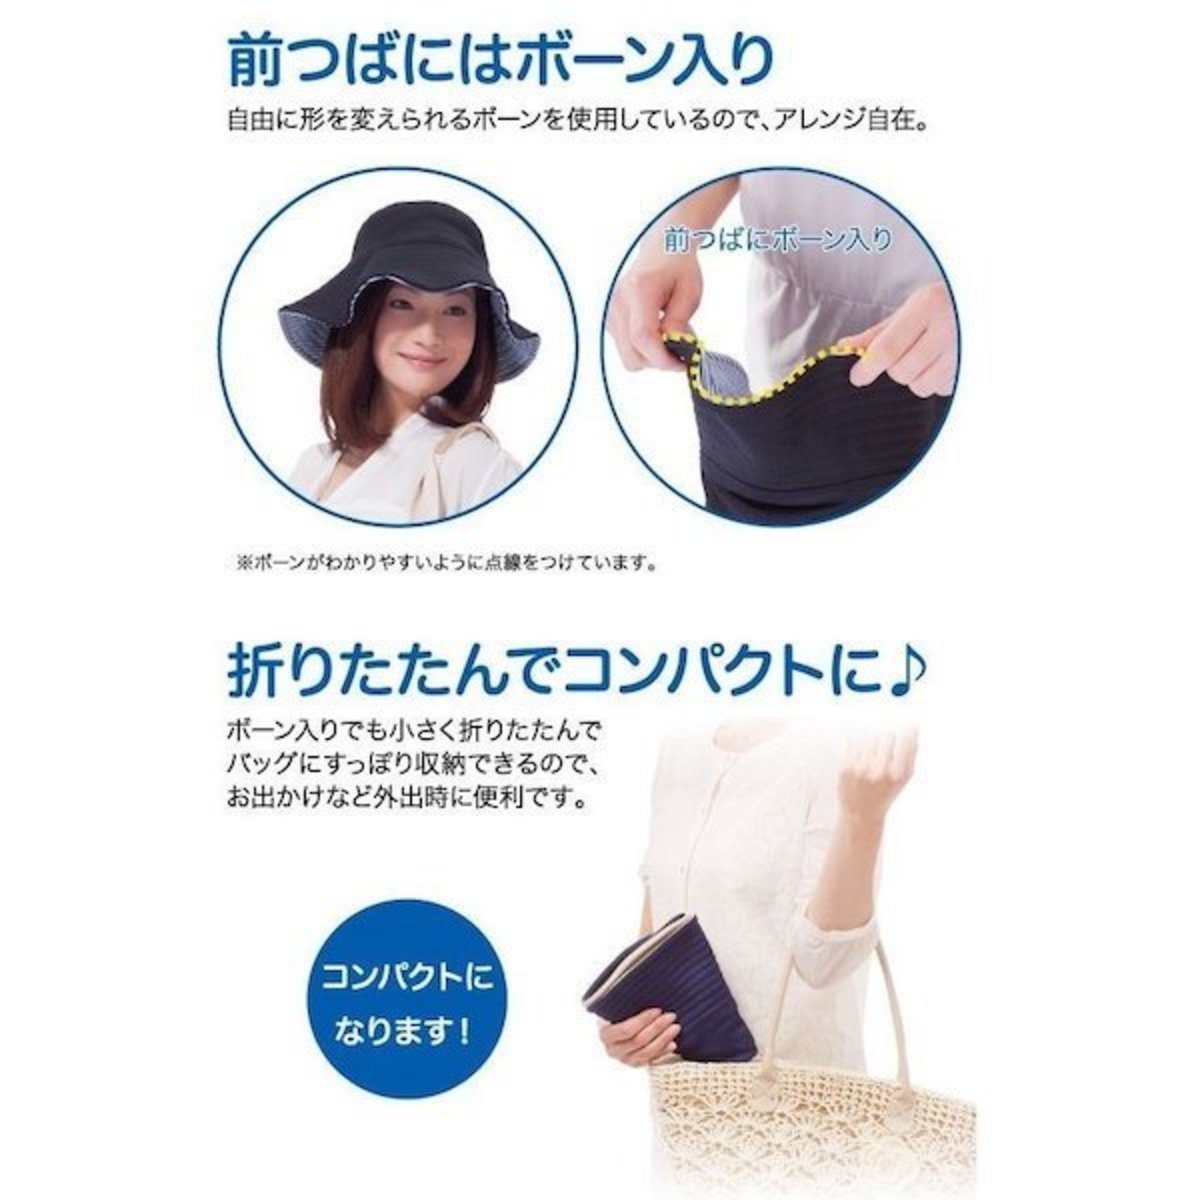 前つばにはボーン入り
自由に形を変えられるボーンを使用しているので、アレンジ自在。
前つばにボーン入り
※ボーンがわかりやすいように点線をつけています。
折りたたんでコンパクトに♪
ボーン入りでも小さく折りたたんで
バッグにすっぽり収納できるので、
お出かけなど外出時に便利です。
コンパクトに
なります！